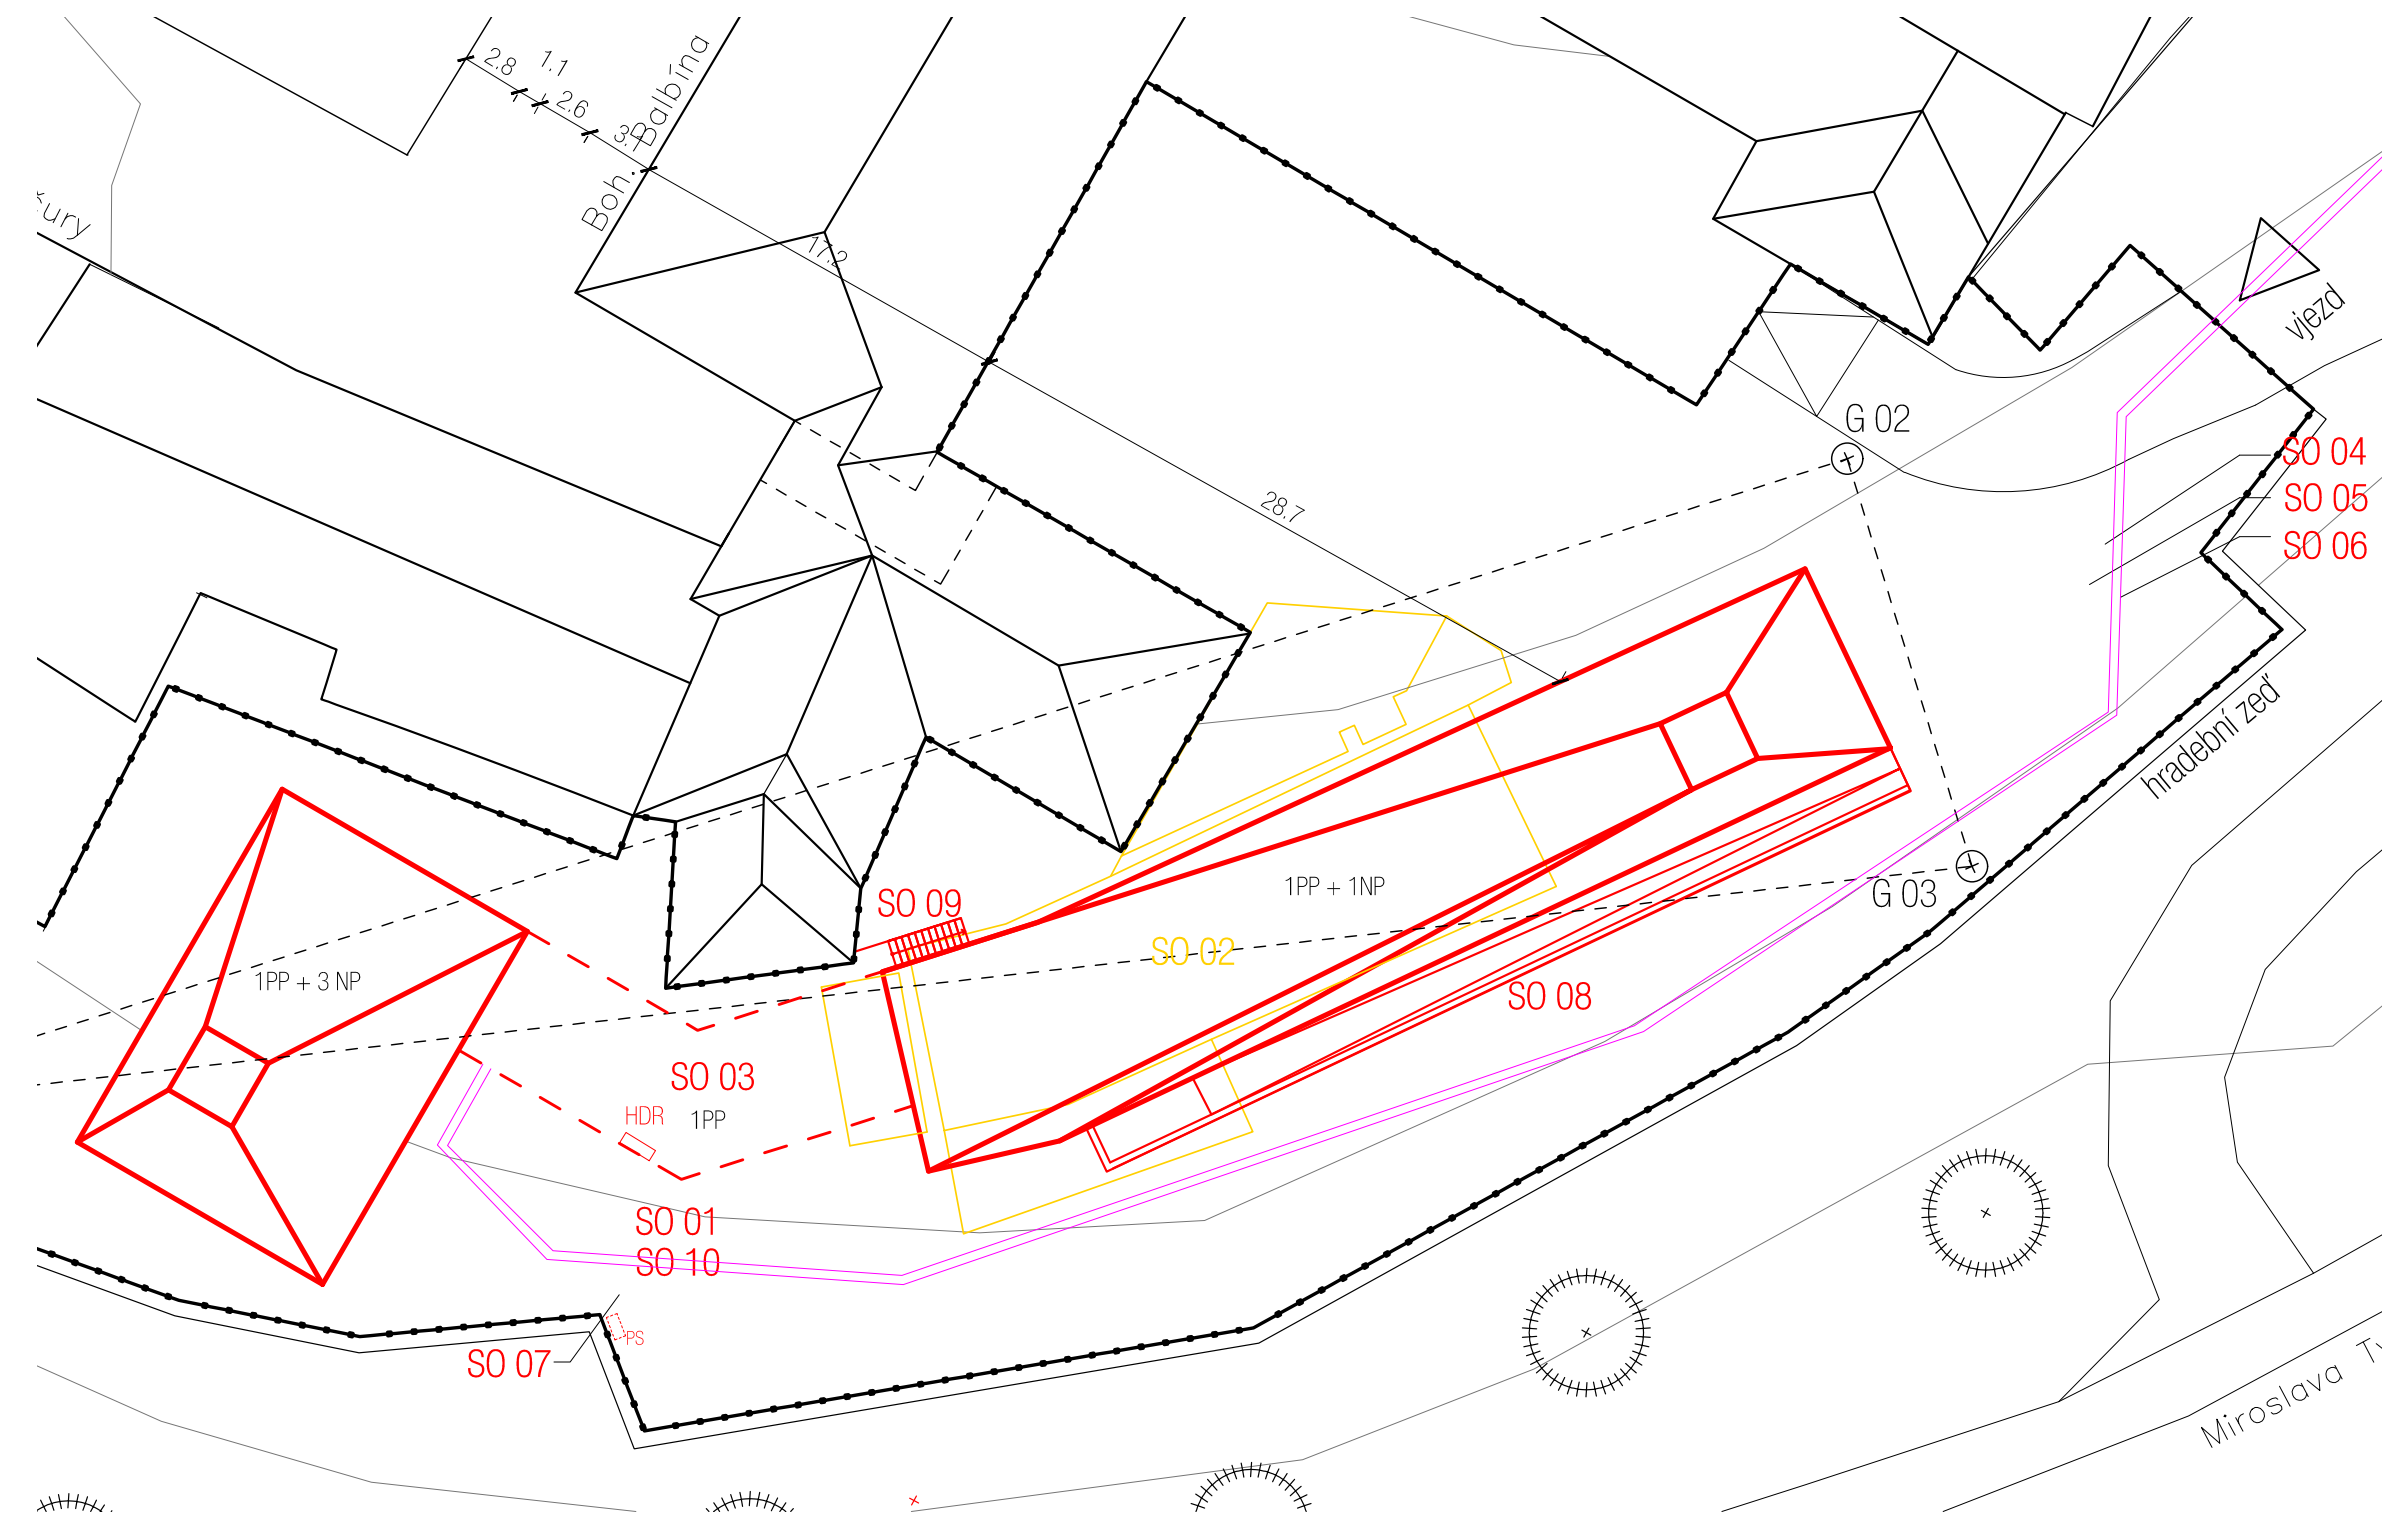 2.8
1.1
2.6
Boh. Balbína
17.2
vjezd
G 02
SO 04
SO 05
SO 06
28.7
hradební zeď
1PP + 1NP
G 03
SO 09
SO 02
1PP + 3 NP
SO 08
SO 03
HDR
1PP
SO 01
SO 10
PS
SO 07
Miroslava